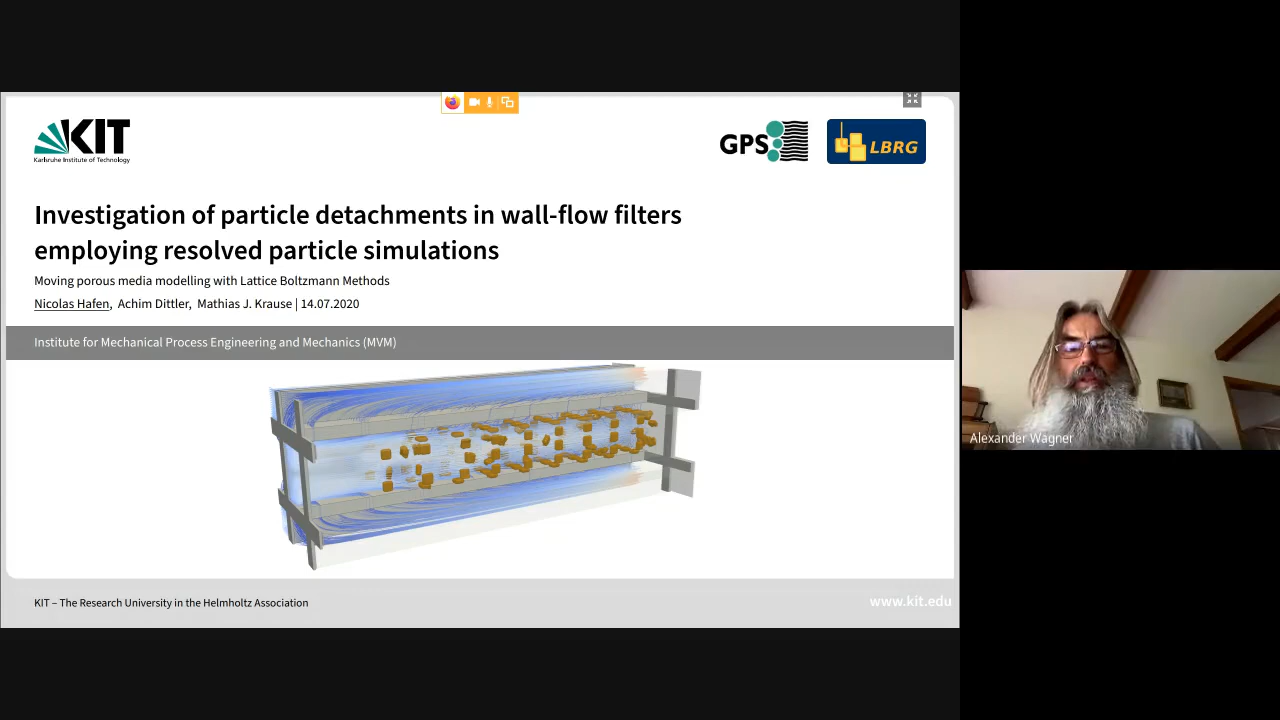 KIT
Karlsruhe Institute of Technology
GPS
LBRG
Investigation of particle detachments in wall-flow filters
employing resolved particle simulations
Moving porous media modelling with Lattice Boltzmann Methods
Nicolas Hafen, Achim Dittler, Mathias J. Krause | 14.07.2020
Institute for Mechanical Process Engineering and Mechanics (MVM)
Alexander Wagner
KIT – The Research University in the Helmholtz Association
www.kit.edu